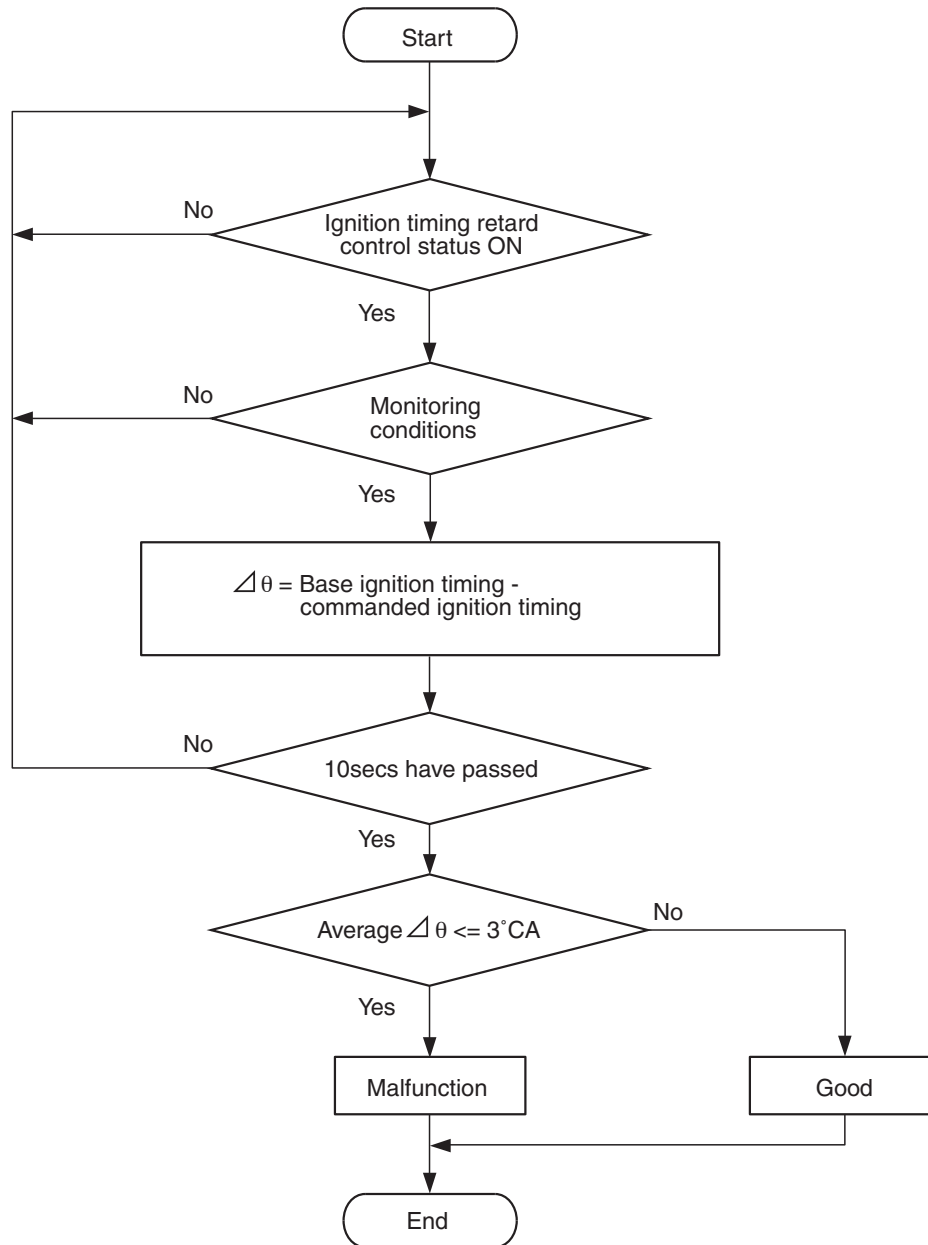 Start
No
Ignition timing retard
control status ON
Yes
No
Monitoring
conditions
Yes
⊿θ = Base ignition timing -
commanded ignition timing
No
10secs have passed
Yes
Average ⊿θ <= 3°CA
No
Yes
Malfunction
Good
End